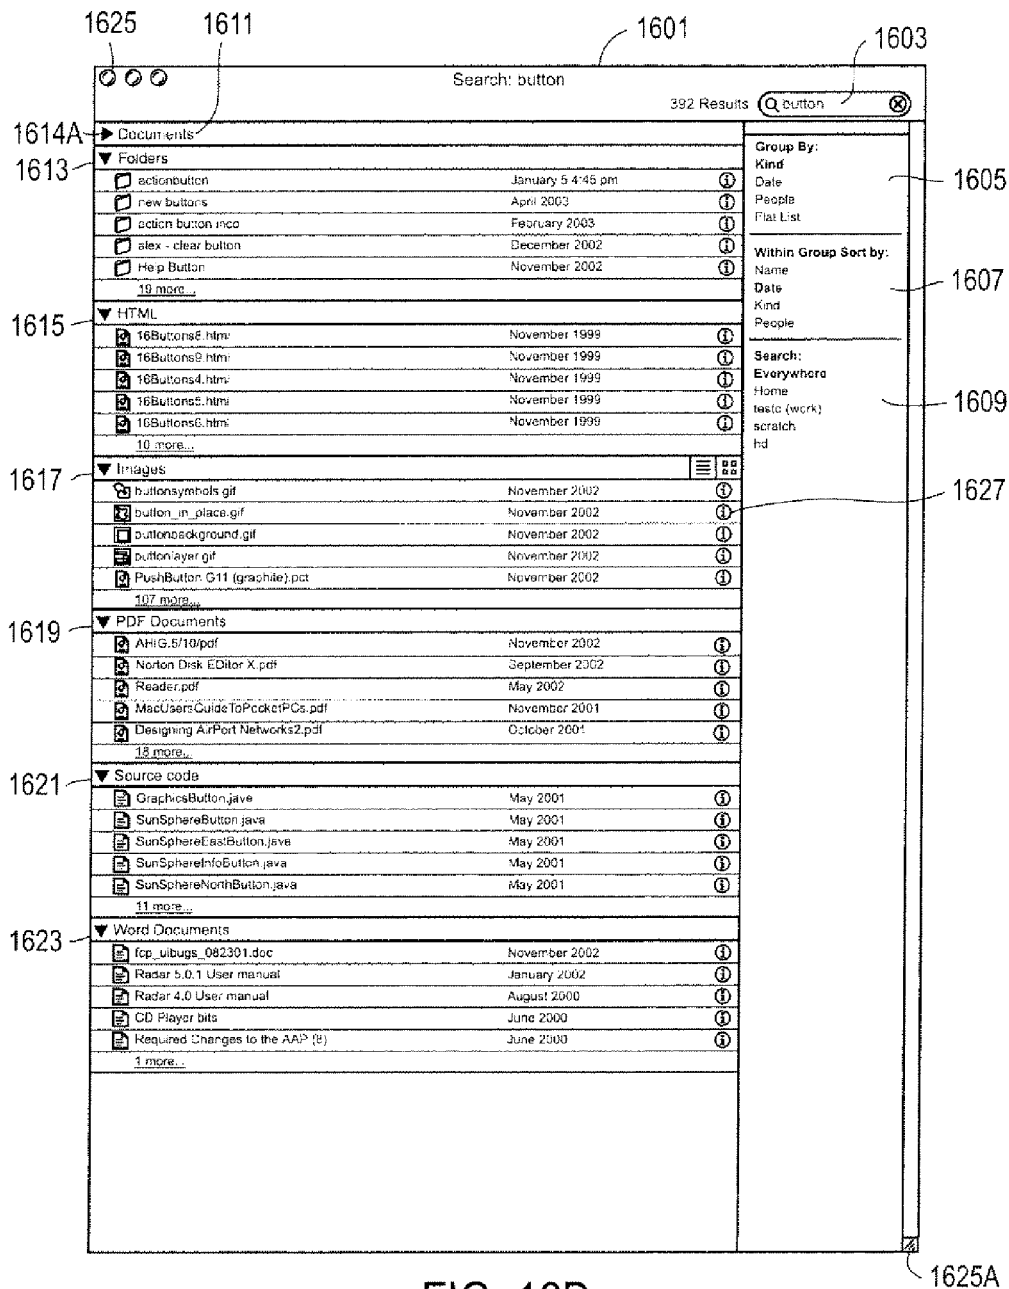 1625 1611 1601 1603
Search: button
392 Results button
1614A Documents
1613 Folders
actionbutton January 5 4:45 pm
new buttons April 2003
action button inco February 2003
alex - clear button December 2002
Help Button November 2002
19 more...
1615 HTML
16Buttons8.html November 1999
16Buttons9.html November 1999
16Buttons4.html November 1999
16Buttons5.html November 1999
16Buttons6.html November 1999
10 more...
1617 Images
buttonsymbols.gif November 2002
button_in_place.gif November 2002 1627
buttonbackground.gif November 2002
buttonlayer.gif November 2002
PushButton G11 (graphite).pct November 2002
107 more...
1619 PDF Documents
AHIG.5/10/pdf November 2002
Norton Disk EDitor X.pdf September 2002
Reader.pdf May 2002
MacUsersGuideToPocketPCs.pdf November 2001
Designing AirPort Networks2.pdf October 2001
18 more...
1621 Source code
GraphicsButton.jave May 2001
SunSphereButton.java May 2001
SunSphereEastButton.java May 2001
SunSphereInfoButton.java May 2001
SunSphereNorthButton.java May 2001
11 more...
1623 Word Documents
fcp_uibugs_082301.doc November 2002
Radar 5.0.1 User manual January 2002
Radar 4.0 User manual August 2000
CD Player bits June 2000
Required Changes to the AAP (8) June 2000
1 more...
Group By:
Kind
Date 1605
People
Flat List
Within Group Sort by:
Name
Date 1607
Kind
People
Search:
Everywhere
Home
(work) 1609
scratch
hd
1625A